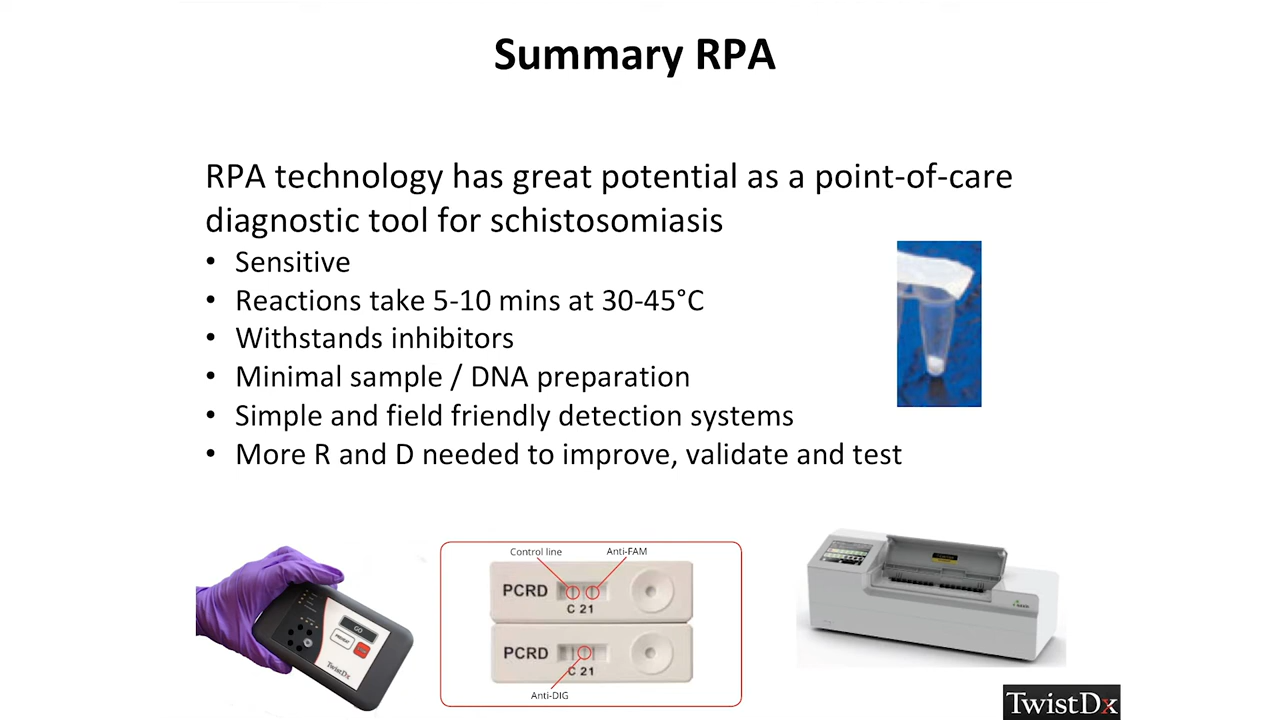 Summary RPA
RPA technology has great potential as a point-of-care
diagnostic tool for schistosomiasis
• Sensitive
• Reactions take 5-10 mins at 30-45°C
• Withstands inhibitors
• Minimal sample / DNA preparation
• Simple and field friendly detection systems
• More R and D needed to improve, validate and test
Control line
Anti-FAM
PCRD
C 21
PCRD
C 21
Anti-DIG
GO
TwistDx
TwistDx